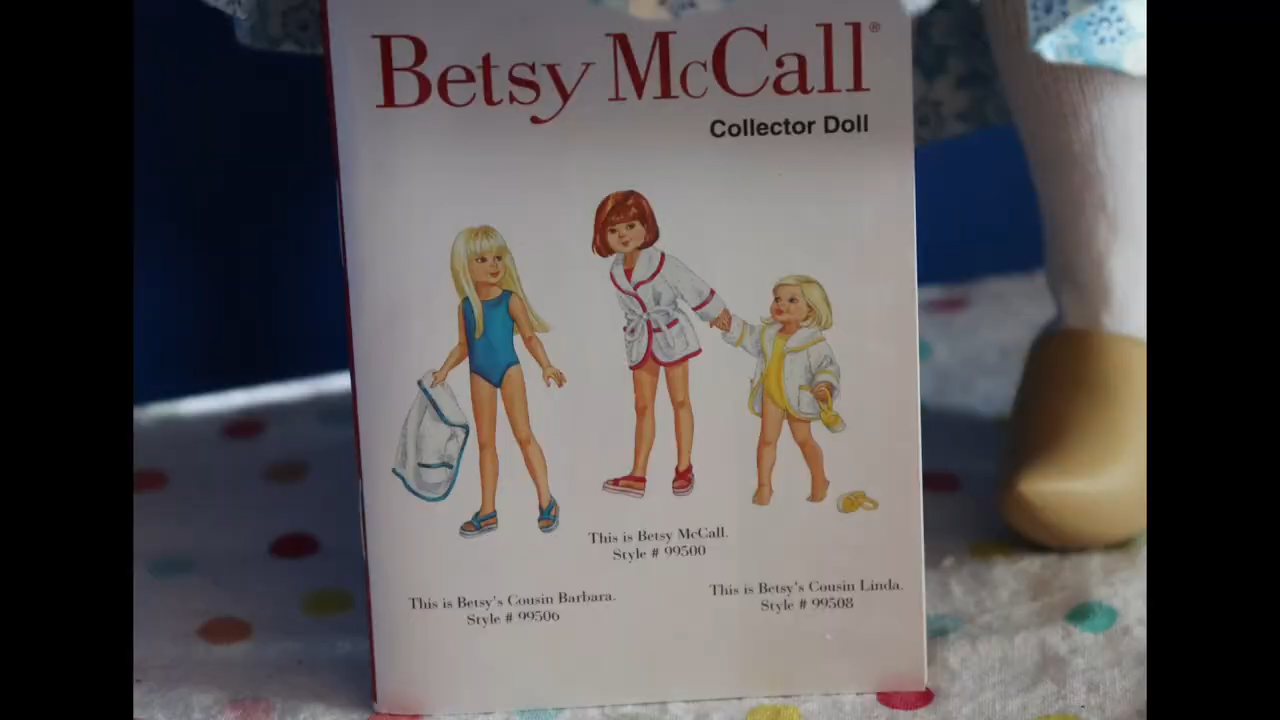 Betsy McCall®
Collector Doll
This is Betsy McCall.
Style # 99500
This is Betsy's Cousin Barbara.
Style # 99506
This is Betsy's Cousin Linda.
Style # 99508